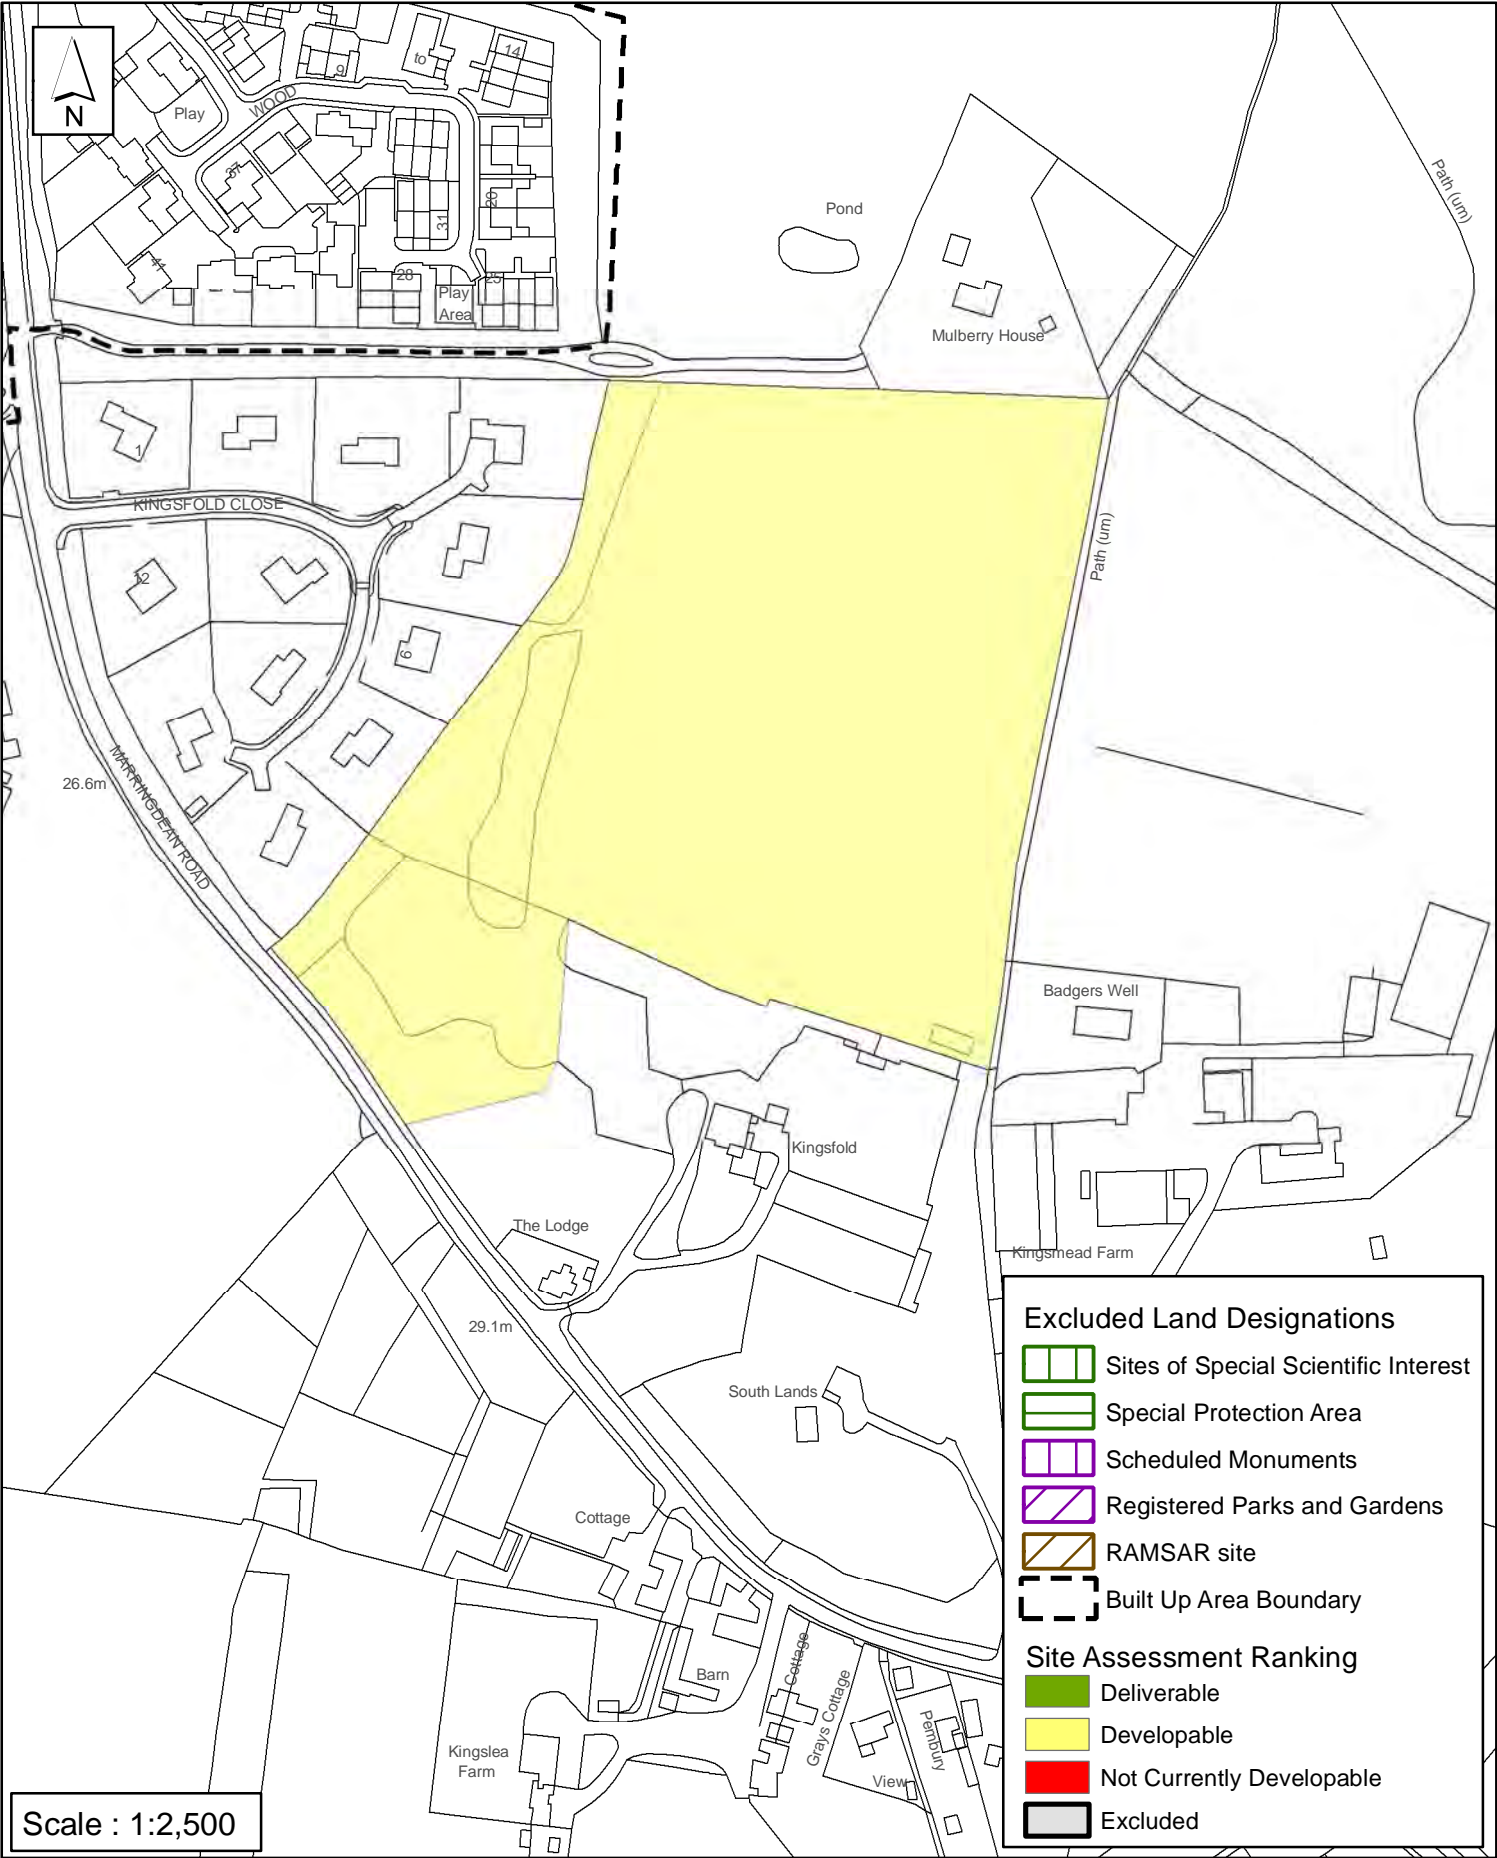 N
Play
WOOD
9
to
14
37
31
20
41
28
Play
Area
25
Pond
Mulberry House
Path (um)
1
KINGSFOLD CLOSE
12
6
Path (um)
26.6m
MARRINGDEAN ROAD
Badgers Well
Kingsfold
The Lodge
Kingsmead Farm
29.1m
South Lands
Cottage
Barn
Cottage
Grays Cottage
Pembury
View
Kingslea
Farm
Scale : 1:2,500
Excluded Land Designations
Sites of Special Scientific Interest
Special Protection Area
Scheduled Monuments
Registered Parks and Gardens
RAMSAR site
Built Up Area Boundary
Site Assessment Ranking
Deliverable
Developable
Not Currently Developable
Excluded